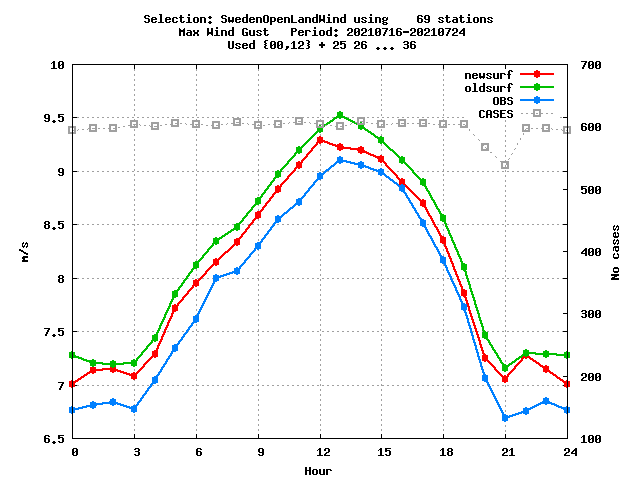 Selection: SwedenOpenLandWind using    69 stations
Max Wind Gust   Period: 20210716-20210724
Used {00,12} + 25 26 ... 36
newsurf
oldsurf
OBS
CASES
m/s
10
9.5
9
8.5
8
7.5
7
6.5
700
600
500
400
300
200
100
No cases
0 3 6 9 12 15 18 21 24
Hour